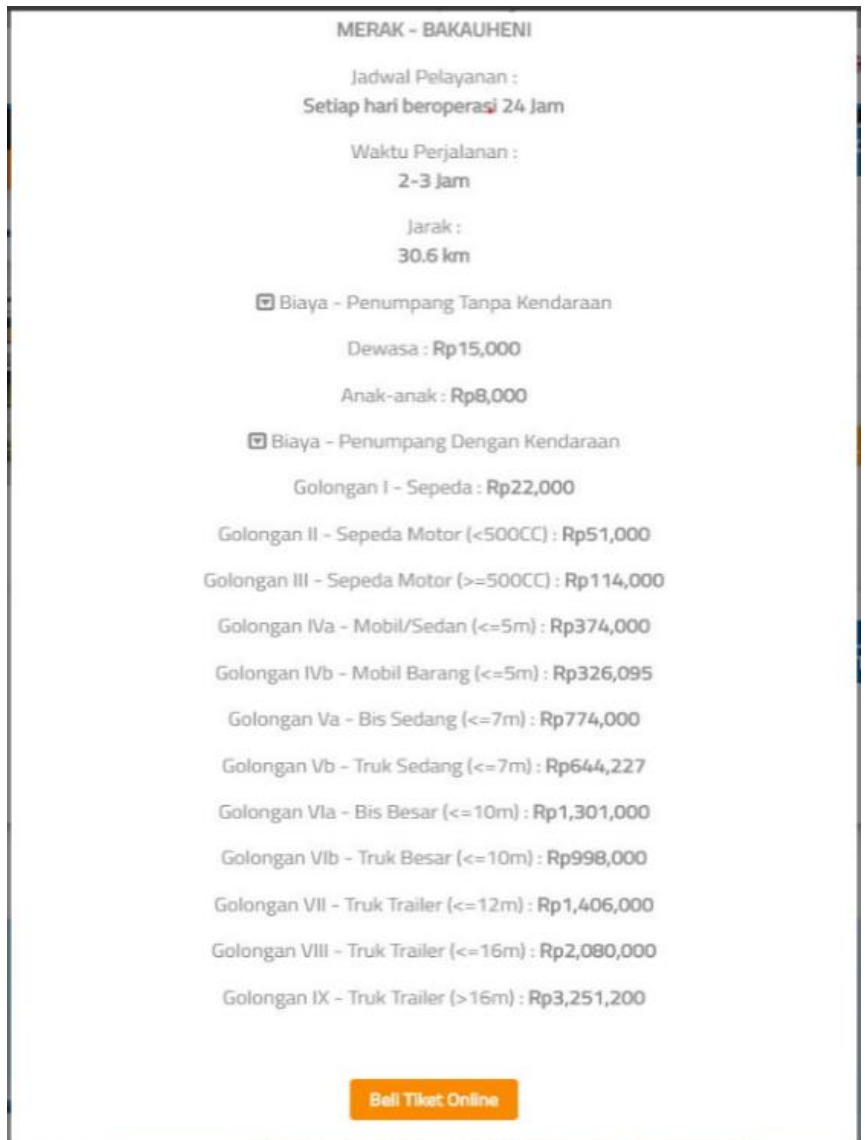 MERAK - BAKAUHENI
Jadwal Pelayanan :
Setiap hari beroperasi 24 Jam
Waktu Perjalanan :
2-3 Jam
Jarak :
30.6 km
Biaya - Penumpang Tanpa Kendaraan
Dewasa : Rp15,000
Anak-anak : Rp8,000
Biaya - Penumpang Dengan Kendaraan
Golongan I - Sepeda : Rp22,000
Golongan II - Sepeda Motor (<500CC) : Rp51,000
Golongan III - Sepeda Motor (>=500CC) : Rp114,000
Golongan IVa - Mobil/Sedan (<=5m) : Rp374,000
Golongan IVb - Mobil Barang (<=5m) : Rp326,095
Golongan Va - Bis Sedang (<=7m) : Rp774,000
Golongan Vb - Truk Sedang (<=7m) : Rp644,227
Golongan VIa - Bis Besar (<=10m) : Rp1,301,000
Golongan VIb - Truk Besar (<=10m) : Rp998,000
Golongan VII - Truk Trailer (<=12m) : Rp1,406,000
Golongan VIII - Truk Trailer (<=16m) : Rp2,080,000
Golongan IX - Truk Trailer (>16m) : Rp3,251,200
Beli Tiket Online